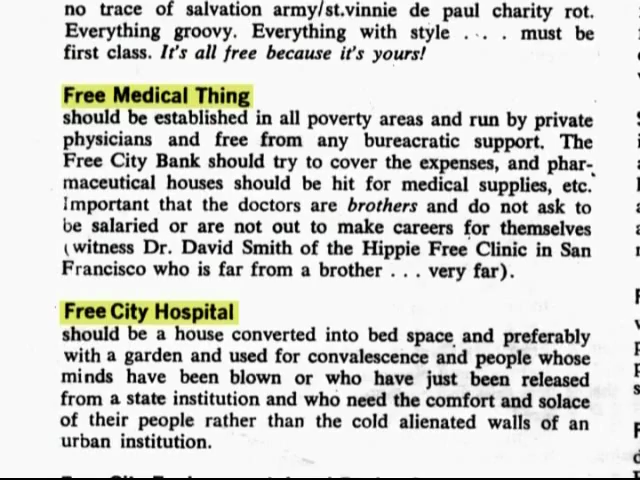 no trace of salvation army/st.vinnie de paul charity rot.
Everything groovy. Everything with style . . . must be
first class. It's all free because it's yours!
Free Medical Thing
should be established in all poverty areas and run by private
physicians and free from any bureacratic support. The
Free City Bank should try to cover the expenses, and phar-
maceutical houses should be hit for medical supplies, etc.
Important that the doctors are brothers and do not ask to
be salaried or are not out to make careers for themselves
(witness Dr. David Smith of the Hippie Free Clinic in San
Francisco who is far from a brother . . . very far).
Free City Hospital
should be a house converted into bed space and preferably
with a garden and used for convalescence and people whose
minds have been blown or who have just been released
from a state institution and who need the comfort and solace
of their people rather than the cold alienated walls of an
urban institution.